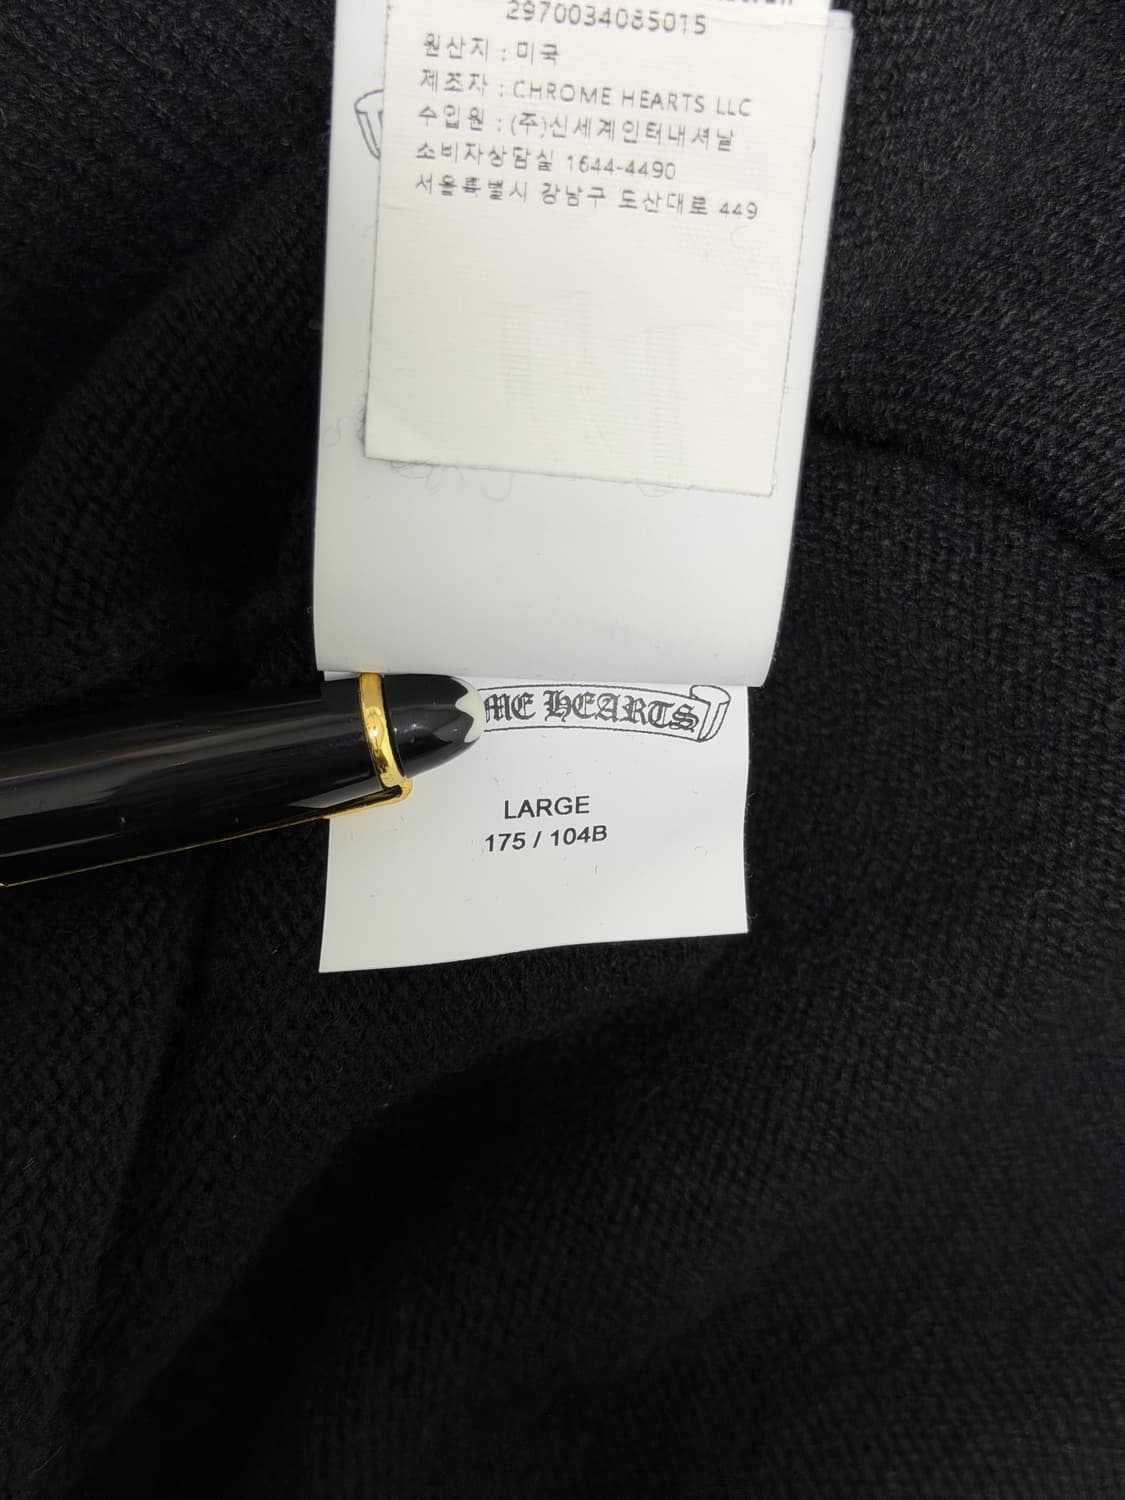 2970034085015
원산지 : 미국
제조자 : CHROME HEARTS LLC
수입원 : (주)신세계인터내셔날
소비자상담실 1644-4490
서울특별시 강남구 도산대로 449
ME HEARTS
LARGE
175 / 104B